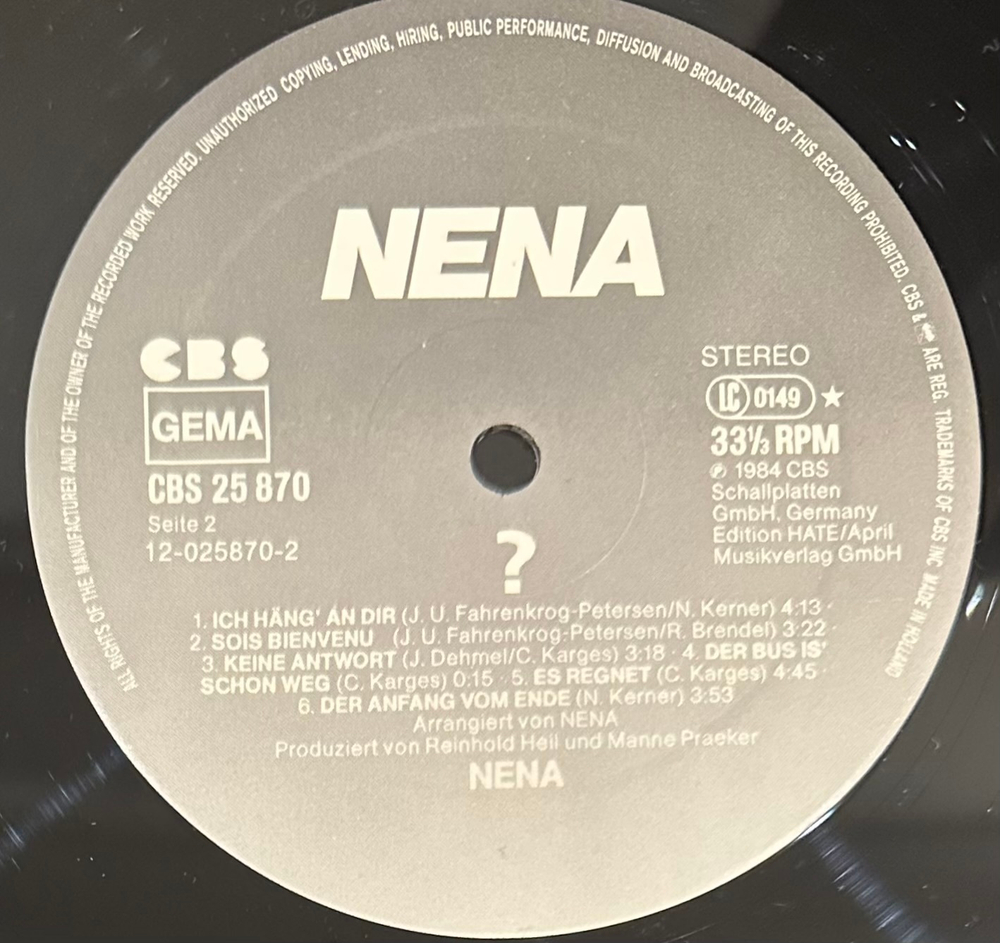 ALL RIGHTS OF THE MANUFACTURER AND OF THE OWNER OF THE RECORDED WORK RESERVED. UNAUTHORIZED COPYING, LENDING, HIRING, PUBLIC PERFORMANCE, DIFFUSION AND BROADCASTING OF THIS RECORDING PROHIBITED. CBS & ARE REG. TRADEMARKS OF CBS INC MADE IN HOLLAND
NENA
CBS
GEMA
CBS 25 870
Seite 2
12-025870-2
STEREO
LC 0149 ★
33⅓ RPM
℗ 1984 CBS
Schallplatten
GmbH, Germany
Edition HATE/April
Musikverlag GmbH
?
1. ICH HÄNG' AN DIR (J. U. Fahrenkrog-Petersen/N. Kerner) 4:13 ·
2. SOIS BIENVENU (J. U. Fahrenkrog-Petersen/R. Brendel) 3:22 ·
3. KEINE ANTWORT (J. Dehmel/C. Karges) 3:18 · 4. DER BUS IS'
SCHON WEG (C. Karges) 0:15 · 5. ES REGNET (C. Karges) 4:45 ·
6. DER ANFANG VOM ENDE (N. Kerner) 3:53
Arrangiert von NENA
Produziert von Reinhold Heil und Manne Praeker
NENA